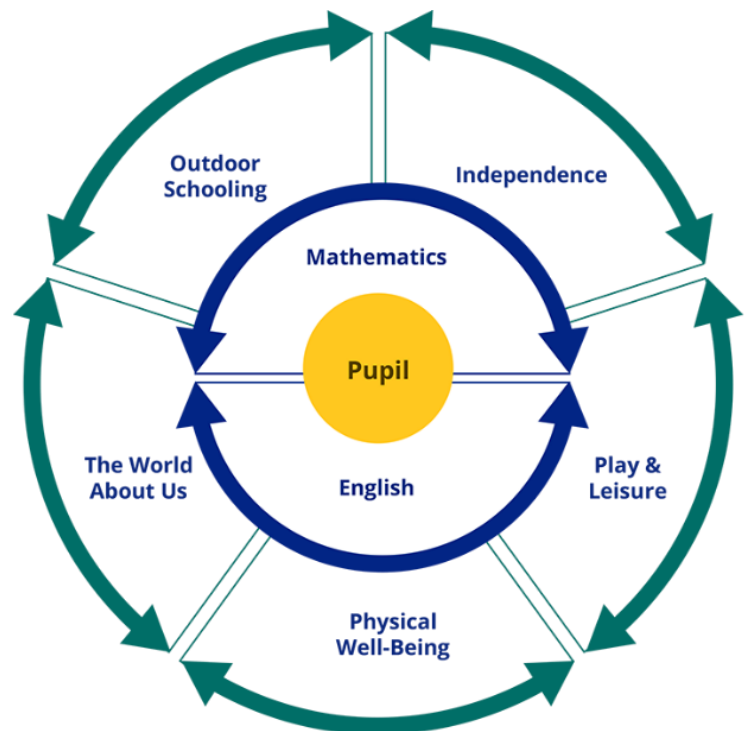 Outdoor
Schooling
Independence
Mathematics
Pupil
The World
About Us
English
Play &
Leisure
Physical
Well-Being